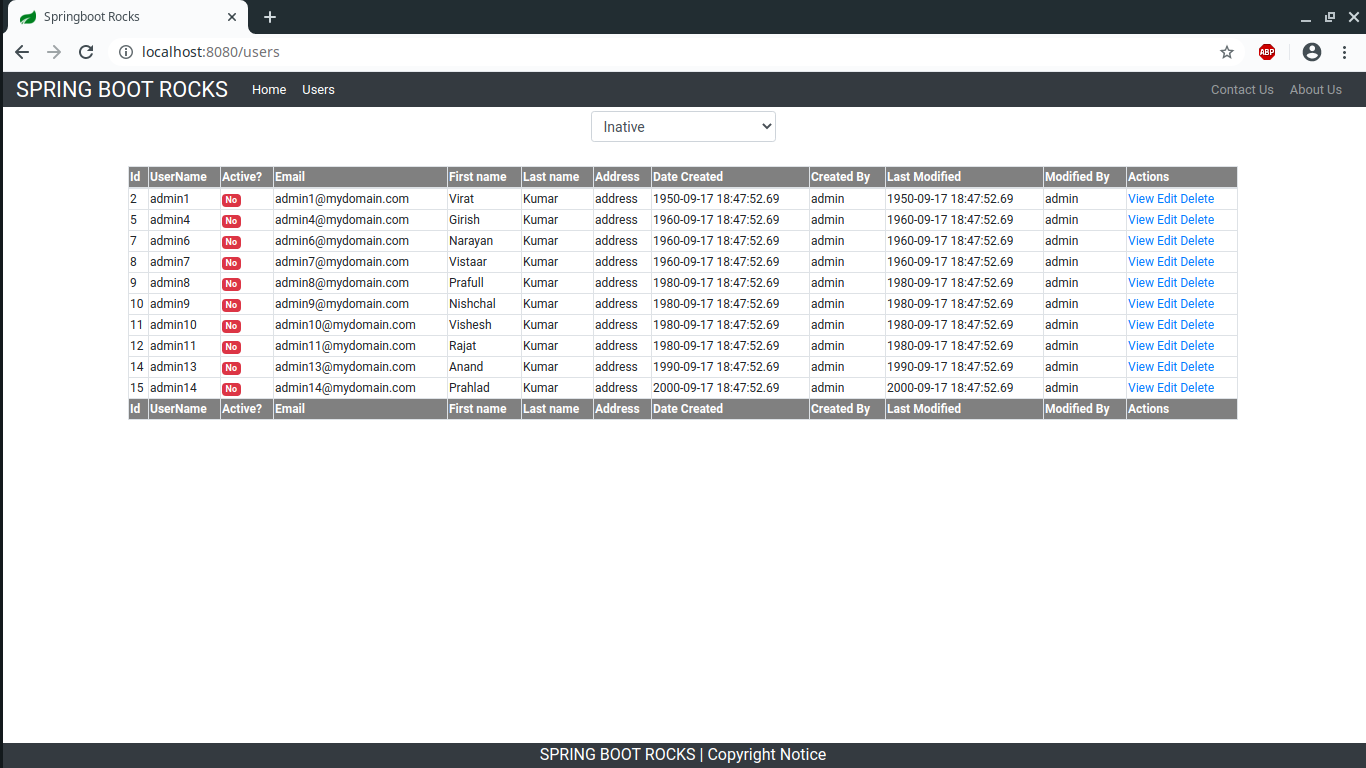 Springboot Rocks
localhost:8080/users
ABP
SPRING BOOT ROCKS Home Users Contact Us About Us
Inative
Id UserName Active? Email First name Last name Address Date Created Created By Last Modified Modified By Actions
2 admin1 No admin1@mydomain.com Virat Kumar address 1950-09-17 18:47:52.69 admin 1950-09-17 18:47:52.69 admin View Edit Delete
5 admin4 No admin4@mydomain.com Girish Kumar address 1960-09-17 18:47:52.69 admin 1960-09-17 18:47:52.69 admin View Edit Delete
7 admin6 No admin6@mydomain.com Narayan Kumar address 1960-09-17 18:47:52.69 admin 1960-09-17 18:47:52.69 admin View Edit Delete
8 admin7 No admin7@mydomain.com Vistaar Kumar address 1960-09-17 18:47:52.69 admin 1960-09-17 18:47:52.69 admin View Edit Delete
9 admin8 No admin8@mydomain.com Prafull Kumar address 1980-09-17 18:47:52.69 admin 1980-09-17 18:47:52.69 admin View Edit Delete
10 admin9 No admin9@mydomain.com Nishchal Kumar address 1980-09-17 18:47:52.69 admin 1980-09-17 18:47:52.69 admin View Edit Delete
11 admin10 No admin10@mydomain.com Vishesh Kumar address 1980-09-17 18:47:52.69 admin 1980-09-17 18:47:52.69 admin View Edit Delete
12 admin11 No admin11@mydomain.com Rajat Kumar address 1980-09-17 18:47:52.69 admin 1980-09-17 18:47:52.69 admin View Edit Delete
14 admin13 No admin13@mydomain.com Anand Kumar address 1990-09-17 18:47:52.69 admin 1990-09-17 18:47:52.69 admin View Edit Delete
15 admin14 No admin14@mydomain.com Prahlad Kumar address 2000-09-17 18:47:52.69 admin 2000-09-17 18:47:52.69 admin View Edit Delete
Id UserName Active? Email First name Last name Address Date Created Created By Last Modified Modified By Actions
SPRING BOOT ROCKS | Copyright Notice